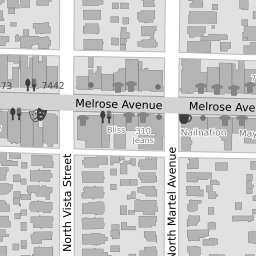 73
7442
Melrose Avenue
Melrose Ave
Bliss
310
Jeans
Nailnation
May
North Vista Street
North Martel Avenue